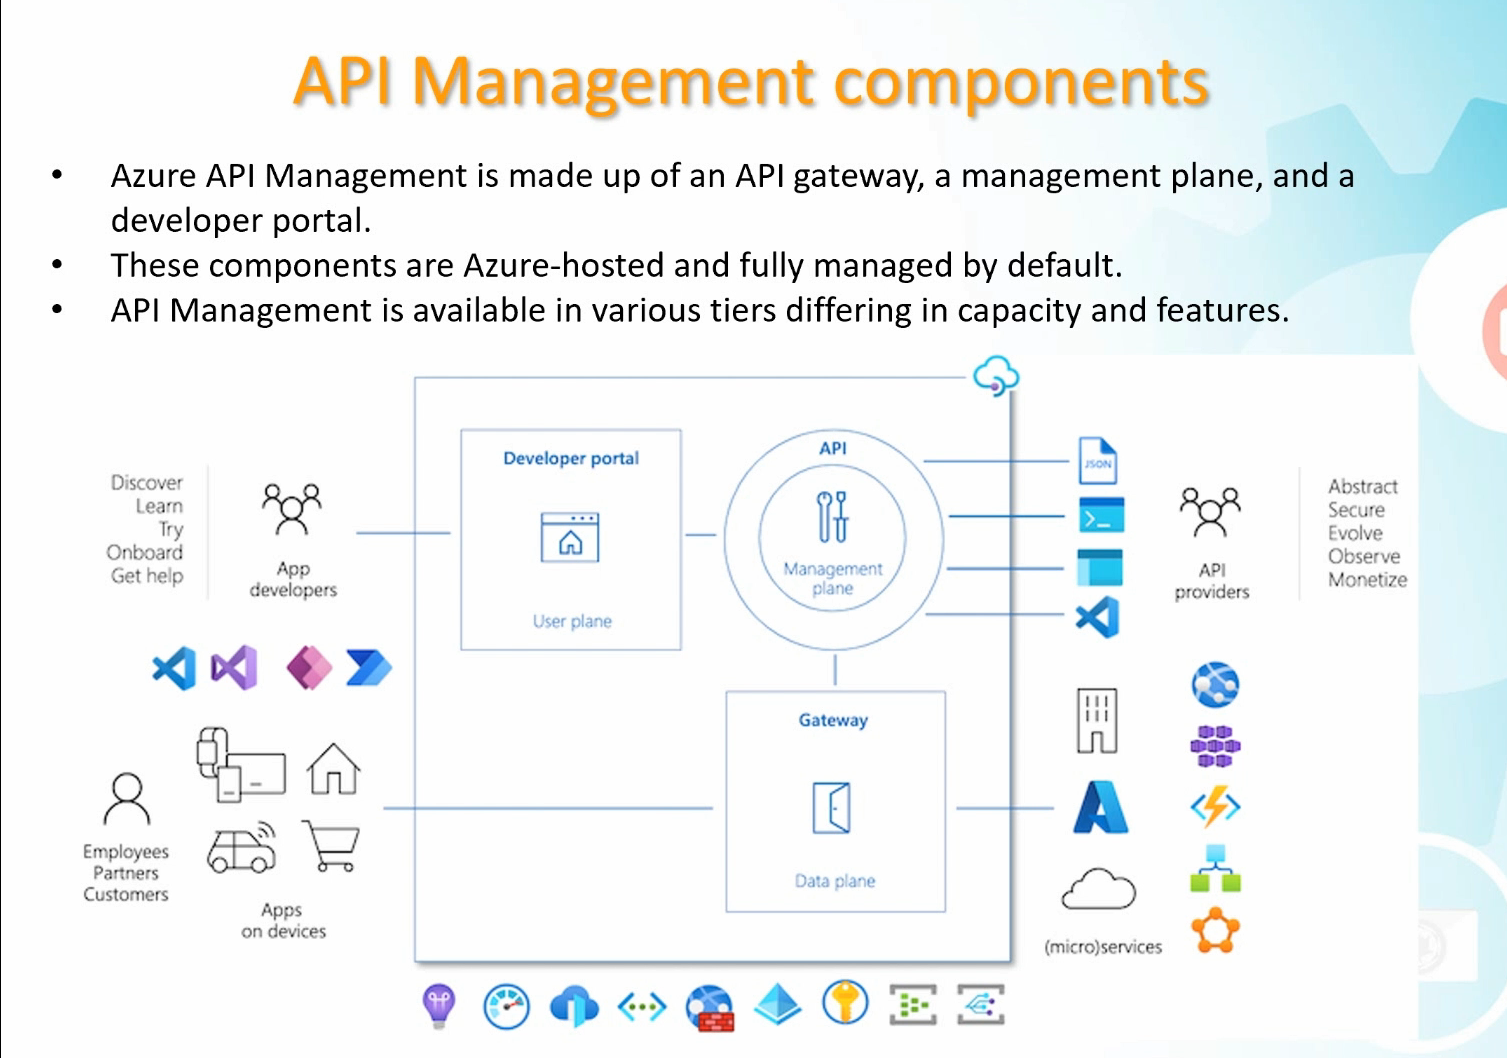 API Management components
• Azure API Management is made up of an API gateway, a management plane, and a
developer portal.
• These components are Azure-hosted and fully managed by default.
• API Management is available in various tiers differing in capacity and features.
Discover
Learn
Try
Onboard
Get help
App
developers
Developer portal
User plane
API
Management
plane
JSON
API
providers
Abstract
Secure
Evolve
Observe
Monetize
Employees
Partners
Customers
Apps
on devices
Gateway
Data plane
(micro)services